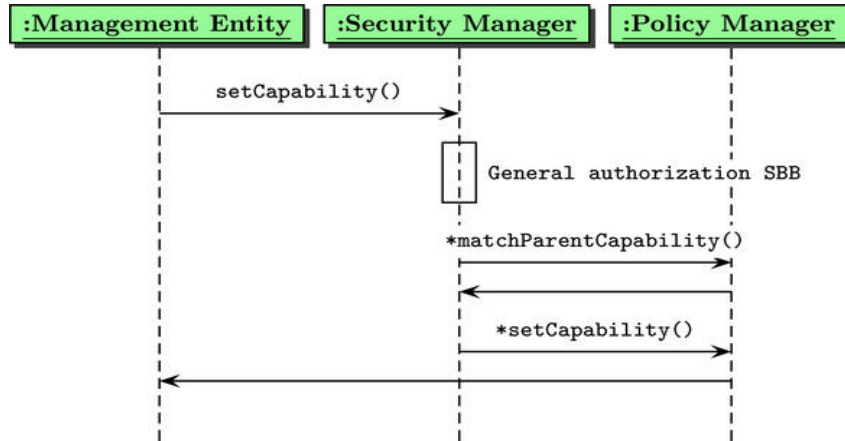 :Management Entity :Security Manager :Policy Manager
setCapability()
General authorization SBB
*matchParentCapability()
*setCapability()